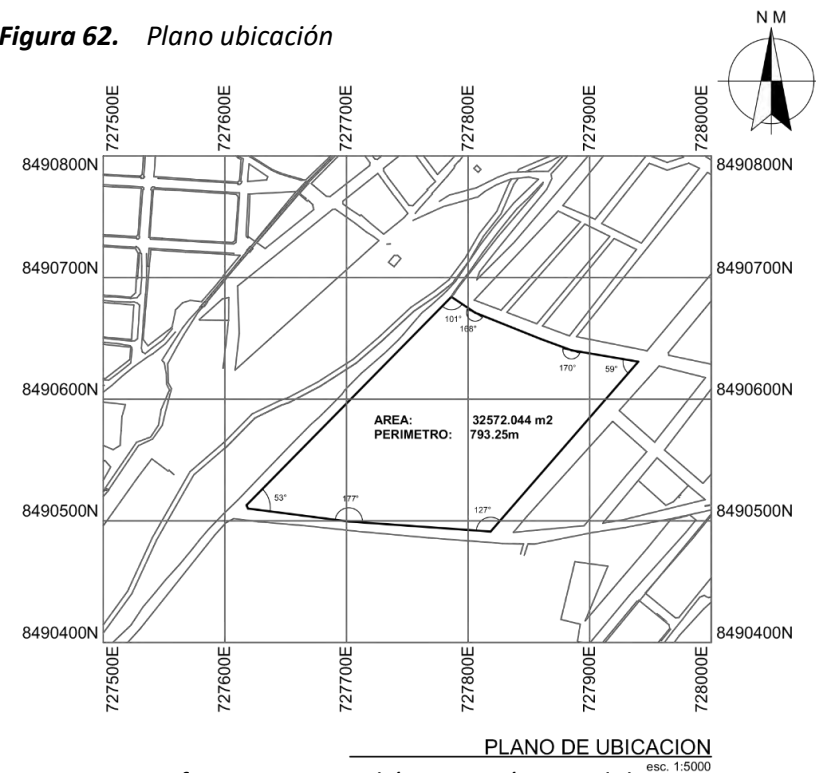 Figura 62. Plano ubicación
N M
727500E 727600E 727700E 727800E 727900E 728000E
8490800N 8490800N
8490700N 8490700N
101° 168°
170° 59°
8490600N 8490600N
AREA: 32572.044 m2
PERIMETRO: 793.25m
53° 177° 127°
8490500N 8490500N
8490400N 8490400N
727500E 727600E 727700E 727800E 727900E 728000E
PLANO DE UBICACION
esc. 1:5000